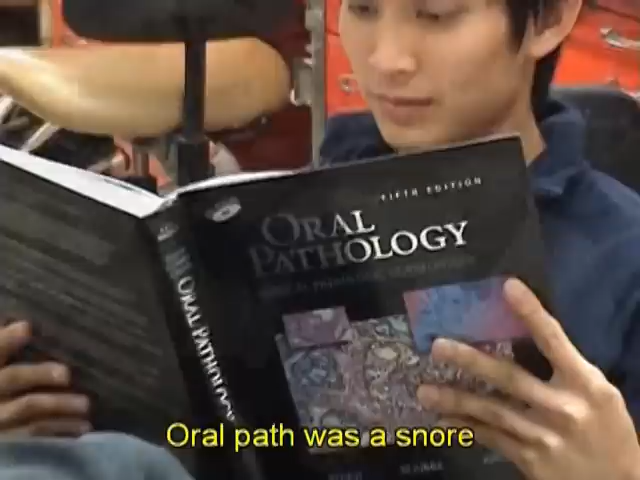 FIFTH EDITION
ORAL
PATHOLOGY
ORAL PATHOLOGY
Oral path was a snore